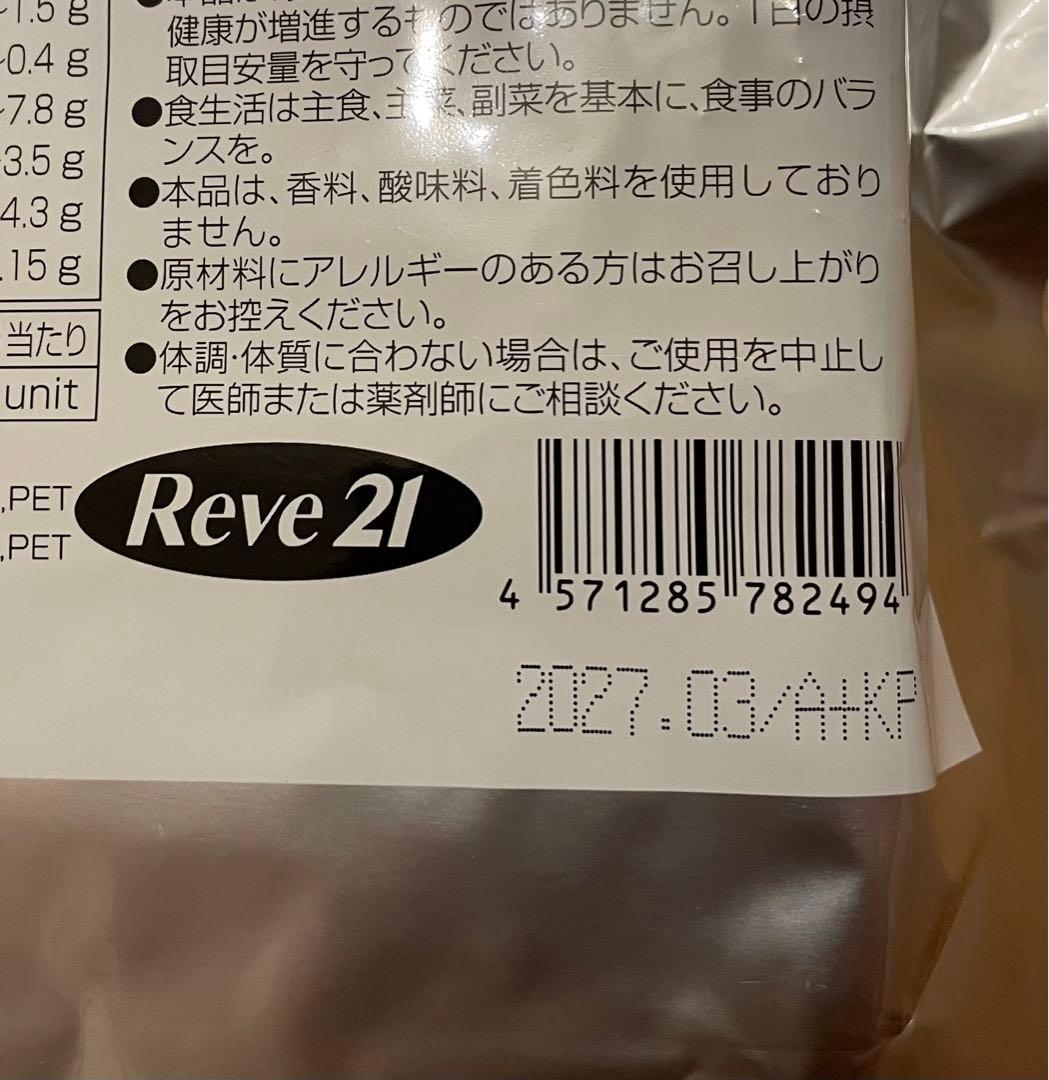 ~1.5 g
0.4 g
7.8 g
3.5 g
4.3 g
.15 g
当たり
unit
,PET
,PET
健康が増進するものではありません。1日の摂
取目安量を守ってください。
●食生活は主食、主菜、副菜を基本に、食事のバラ
ンスを。
●本品は、香料、酸味料、着色料を使用しており
ません。
●原材料にアレルギーのある方はお召し上がり
をお控えください。
●体調・体質に合わない場合は、ご使用を中止し
て医師または薬剤師にご相談ください。
Reve 21
4 571285 782494
2027.03/A+KP